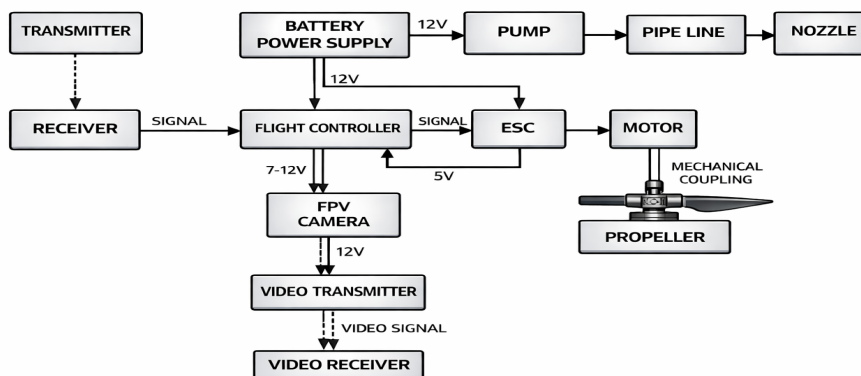 TRANSMITTER
BATTERY
POWER SUPPLY
12V
PUMP
PIPE LINE
NOZZLE
12V
RECEIVER
SIGNAL
FLIGHT CONTROLLER
SIGNAL
ESC
MOTOR
7-12V
5V
MECHANICAL
COUPLING
FPV
CAMERA
PROPELLER
12V
VIDEO TRANSMITTER
VIDEO SIGNAL
VIDEO RECEIVER